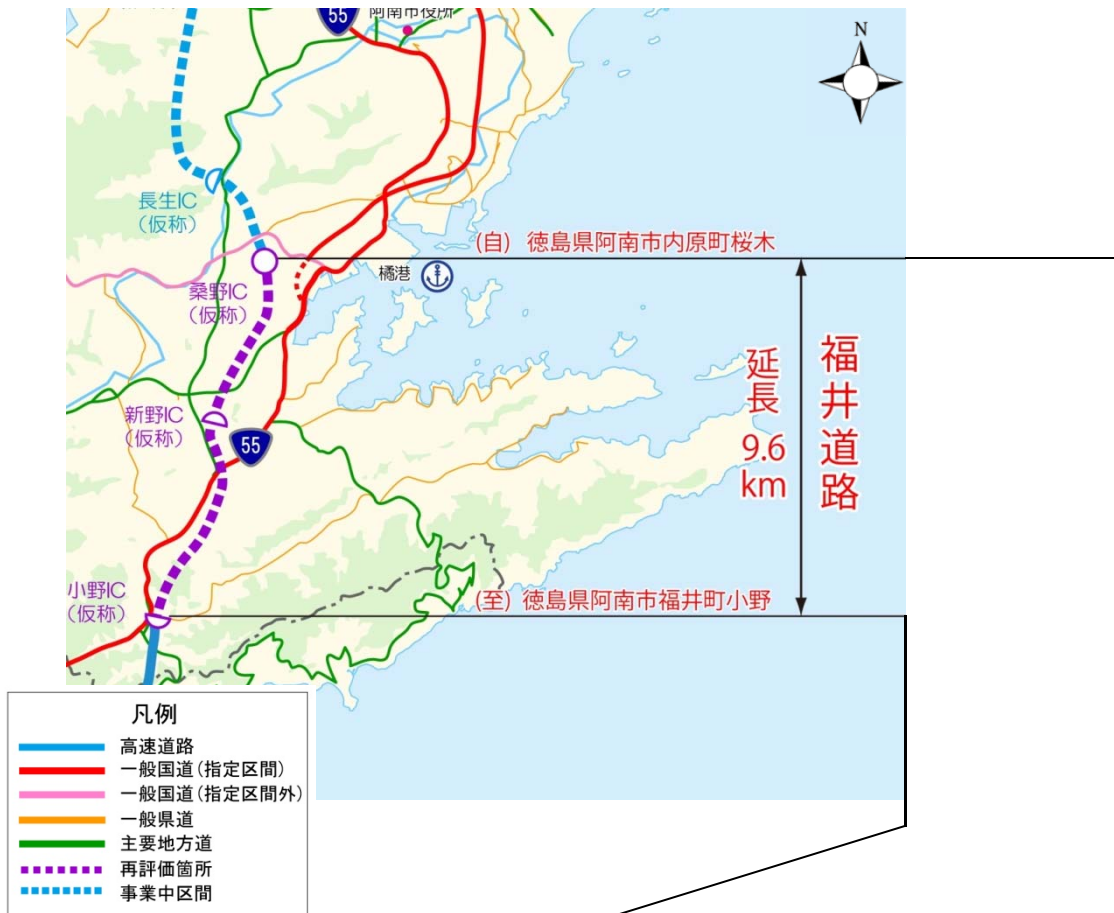 55
阿南市役所
N
長生IC
(仮称)
(自) 徳島県阿南市内原町桜木
橘港
桑野IC
(仮称)
福井道路
延長 9.6 km
新野IC
(仮称)
55
小野IC
(仮称)
(至) 徳島県阿南市福井町小野
凡例
高速道路
一般国道(指定区間)
一般国道(指定区間外)
一般県道
主要地方道
再評価箇所
事業中区間